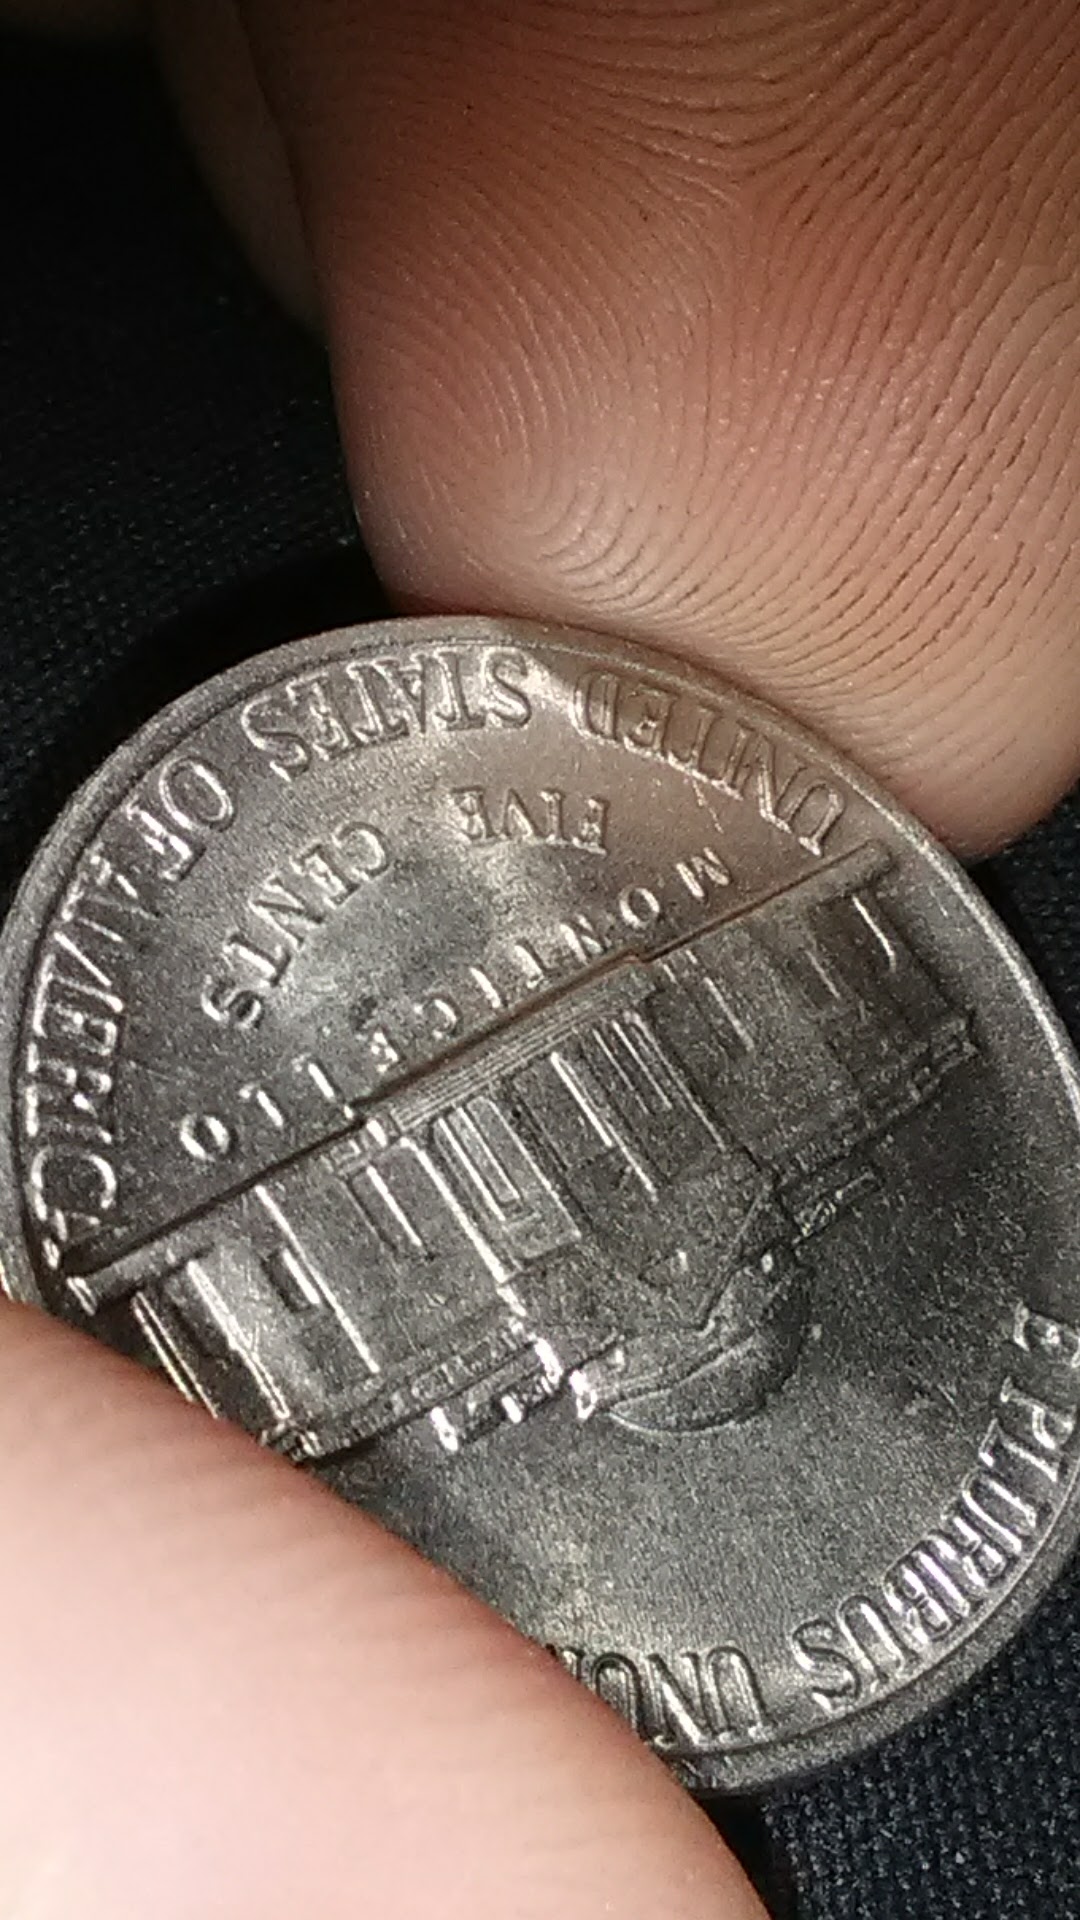 E PLURIBUS UNUM
MONTICELLO
FIVE CENTS
UNITED STATES OF AMERICA